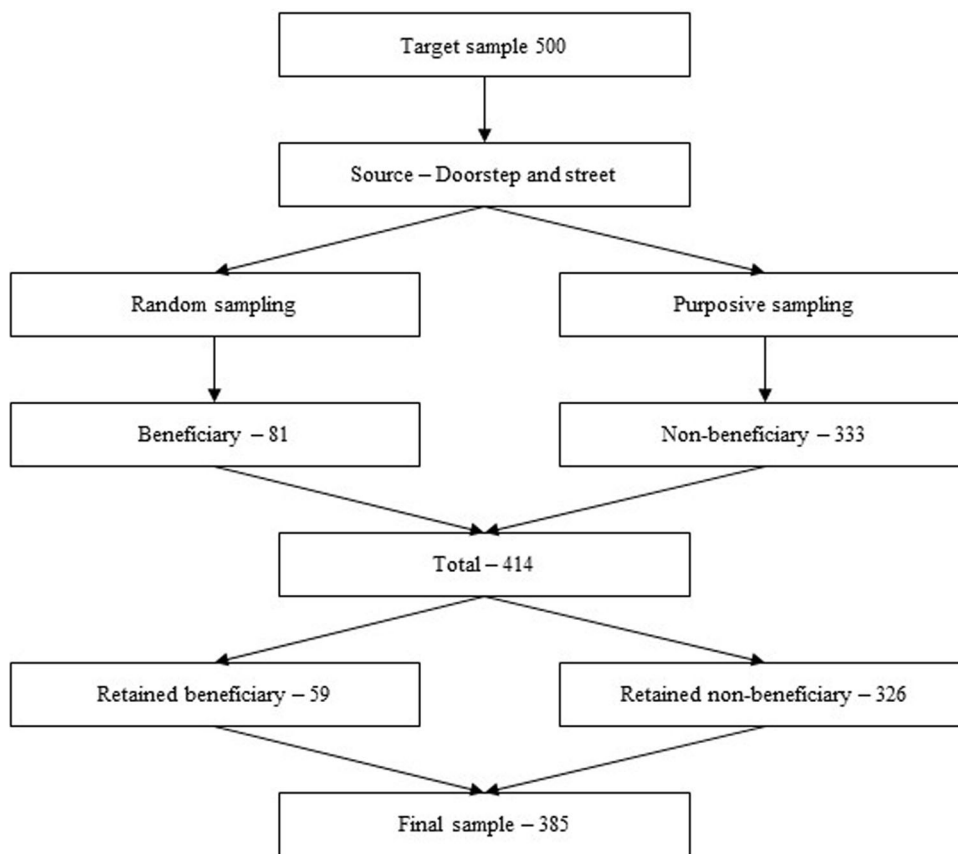 Target sample 500
Source – Doorstep and street
Random sampling
Purposive sampling
Beneficiary – 81
Non-beneficiary – 333
Total – 414
Retained beneficiary – 59
Retained non-beneficiary – 326
Final sample – 385